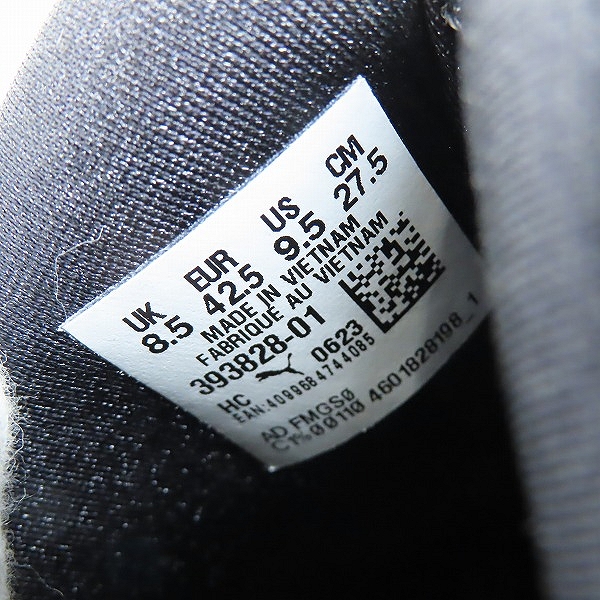 UK EUR US CM
8.5 42.5 9.5 27.5
MADE IN VIETNAM
FABRIQUE AU VIETNAM
393828-01
HC 0623
EAN:4099684744085
AD FMGS0
C1%00110 4601828198_1